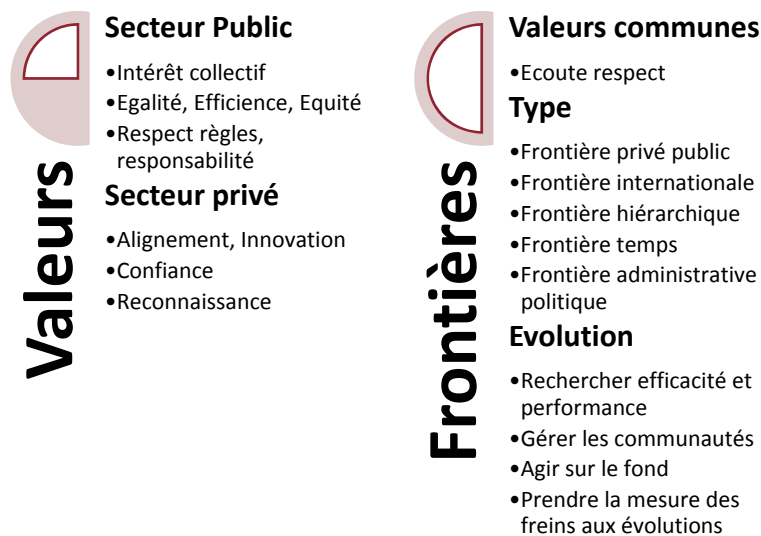 Valeurs
Secteur Public
•Intérêt collectif
•Egalité, Efficience, Equité
•Respect règles,
responsabilité
Secteur privé
•Alignement, Innovation
•Confiance
•Reconnaissance
Frontières
Valeurs communes
•Ecoute respect
Type
•Frontière privé public
•Frontière internationale
•Frontière hiérarchique
•Frontière temps
•Frontière administrative
politique
Evolution
•Rechercher efficacité et
performance
•Gérer les communautés
•Agir sur le fond
•Prendre la mesure des
freins aux évolutions